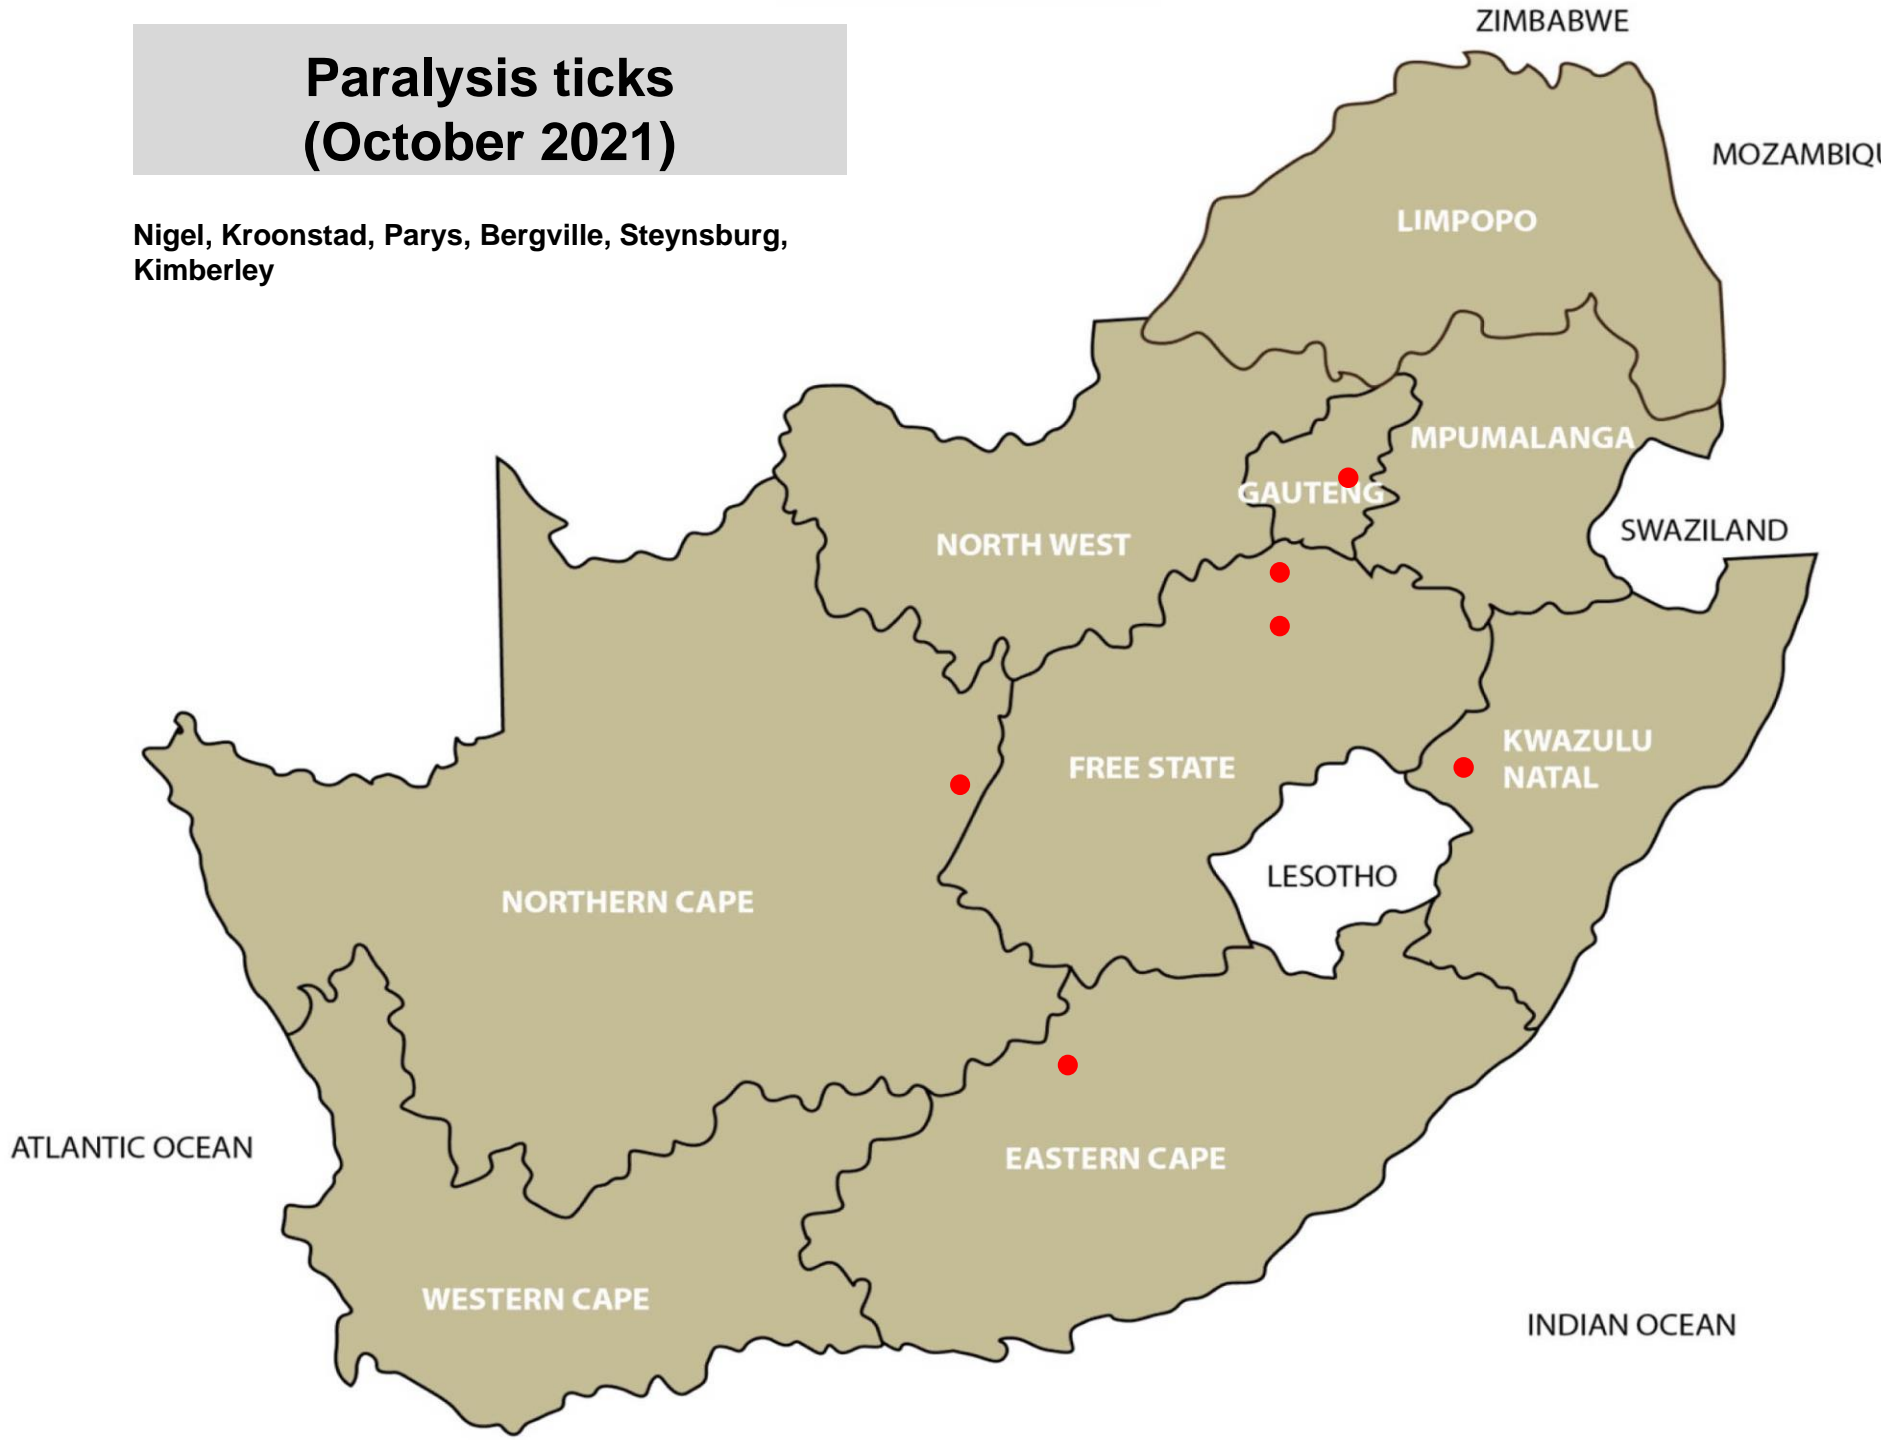 Paralysis ticks
(October 2021)
Nigel, Kroonstad, Parys, Bergville, Steynsburg,
Kimberley
ZIMBABWE
MOZAMBIQU
LIMPOPO
MPUMALANGA
GAUTENG
SWAZILAND
NORTH WEST
KWAZULU
NATAL
FREE STATE
LESOTHO
NORTHERN CAPE
ATLANTIC OCEAN
EASTERN CAPE
WESTERN CAPE
INDIAN OCEAN